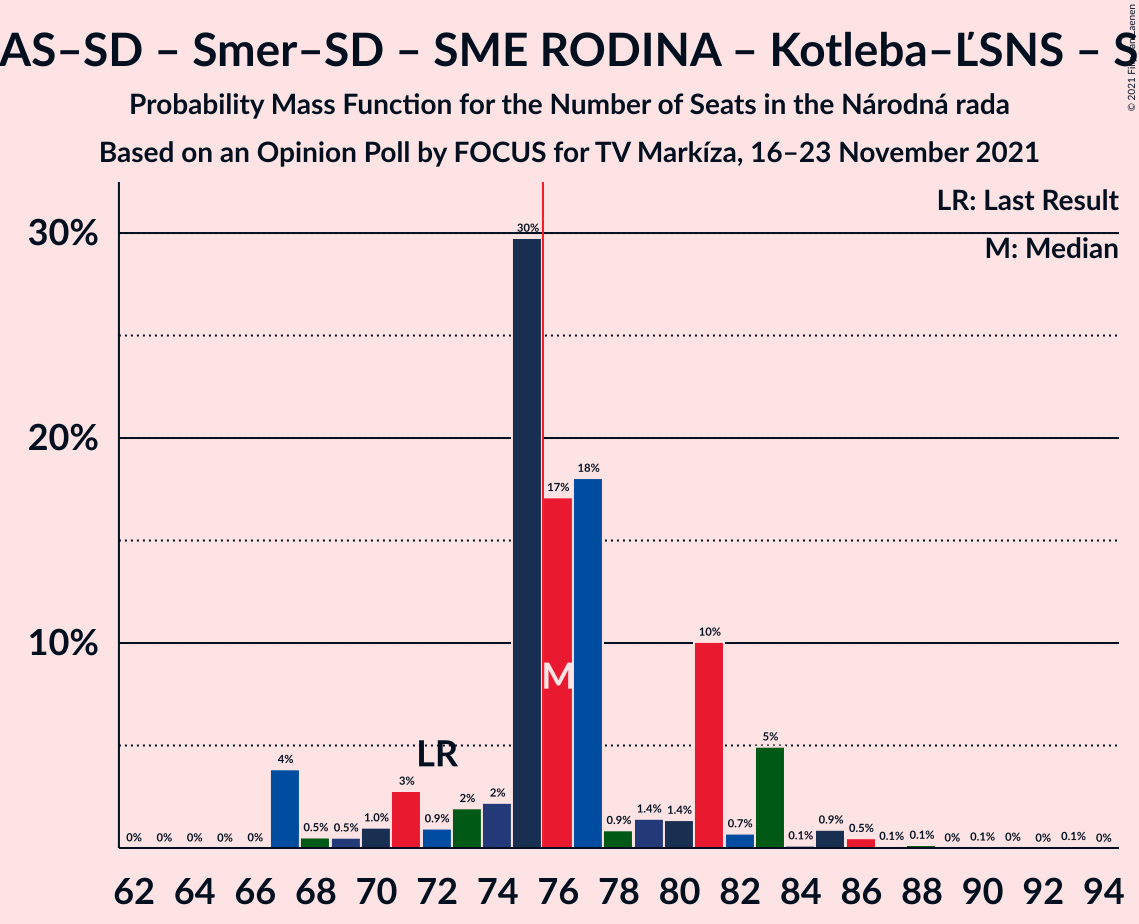 AS–SD – Smer–SD – SME RODINA – Kotleba–ĽSNS – S
Probability Mass Function for the Number of Seats in the Národná rada
Based on an Opinion Poll by FOCUS for TV Markíza, 16–23 November 2021
© 2021 Filip van Laenen
LR: Last Result
M: Median
30%
20%
10%
0% 0% 0% 0% 0% 4% 0.5% 0.5% 1.0% 3% 0.9% 2% 2% 30% 17% 18% 0.9% 1.4% 1.4% 10% 0.7% 5% 0.1% 0.9% 0.5% 0.1% 0.1% 0% 0.1% 0% 0% 0.1% 0%
LR
M
62 64 66 68 70 72 74 76 78 80 82 84 86 88 90 92 94